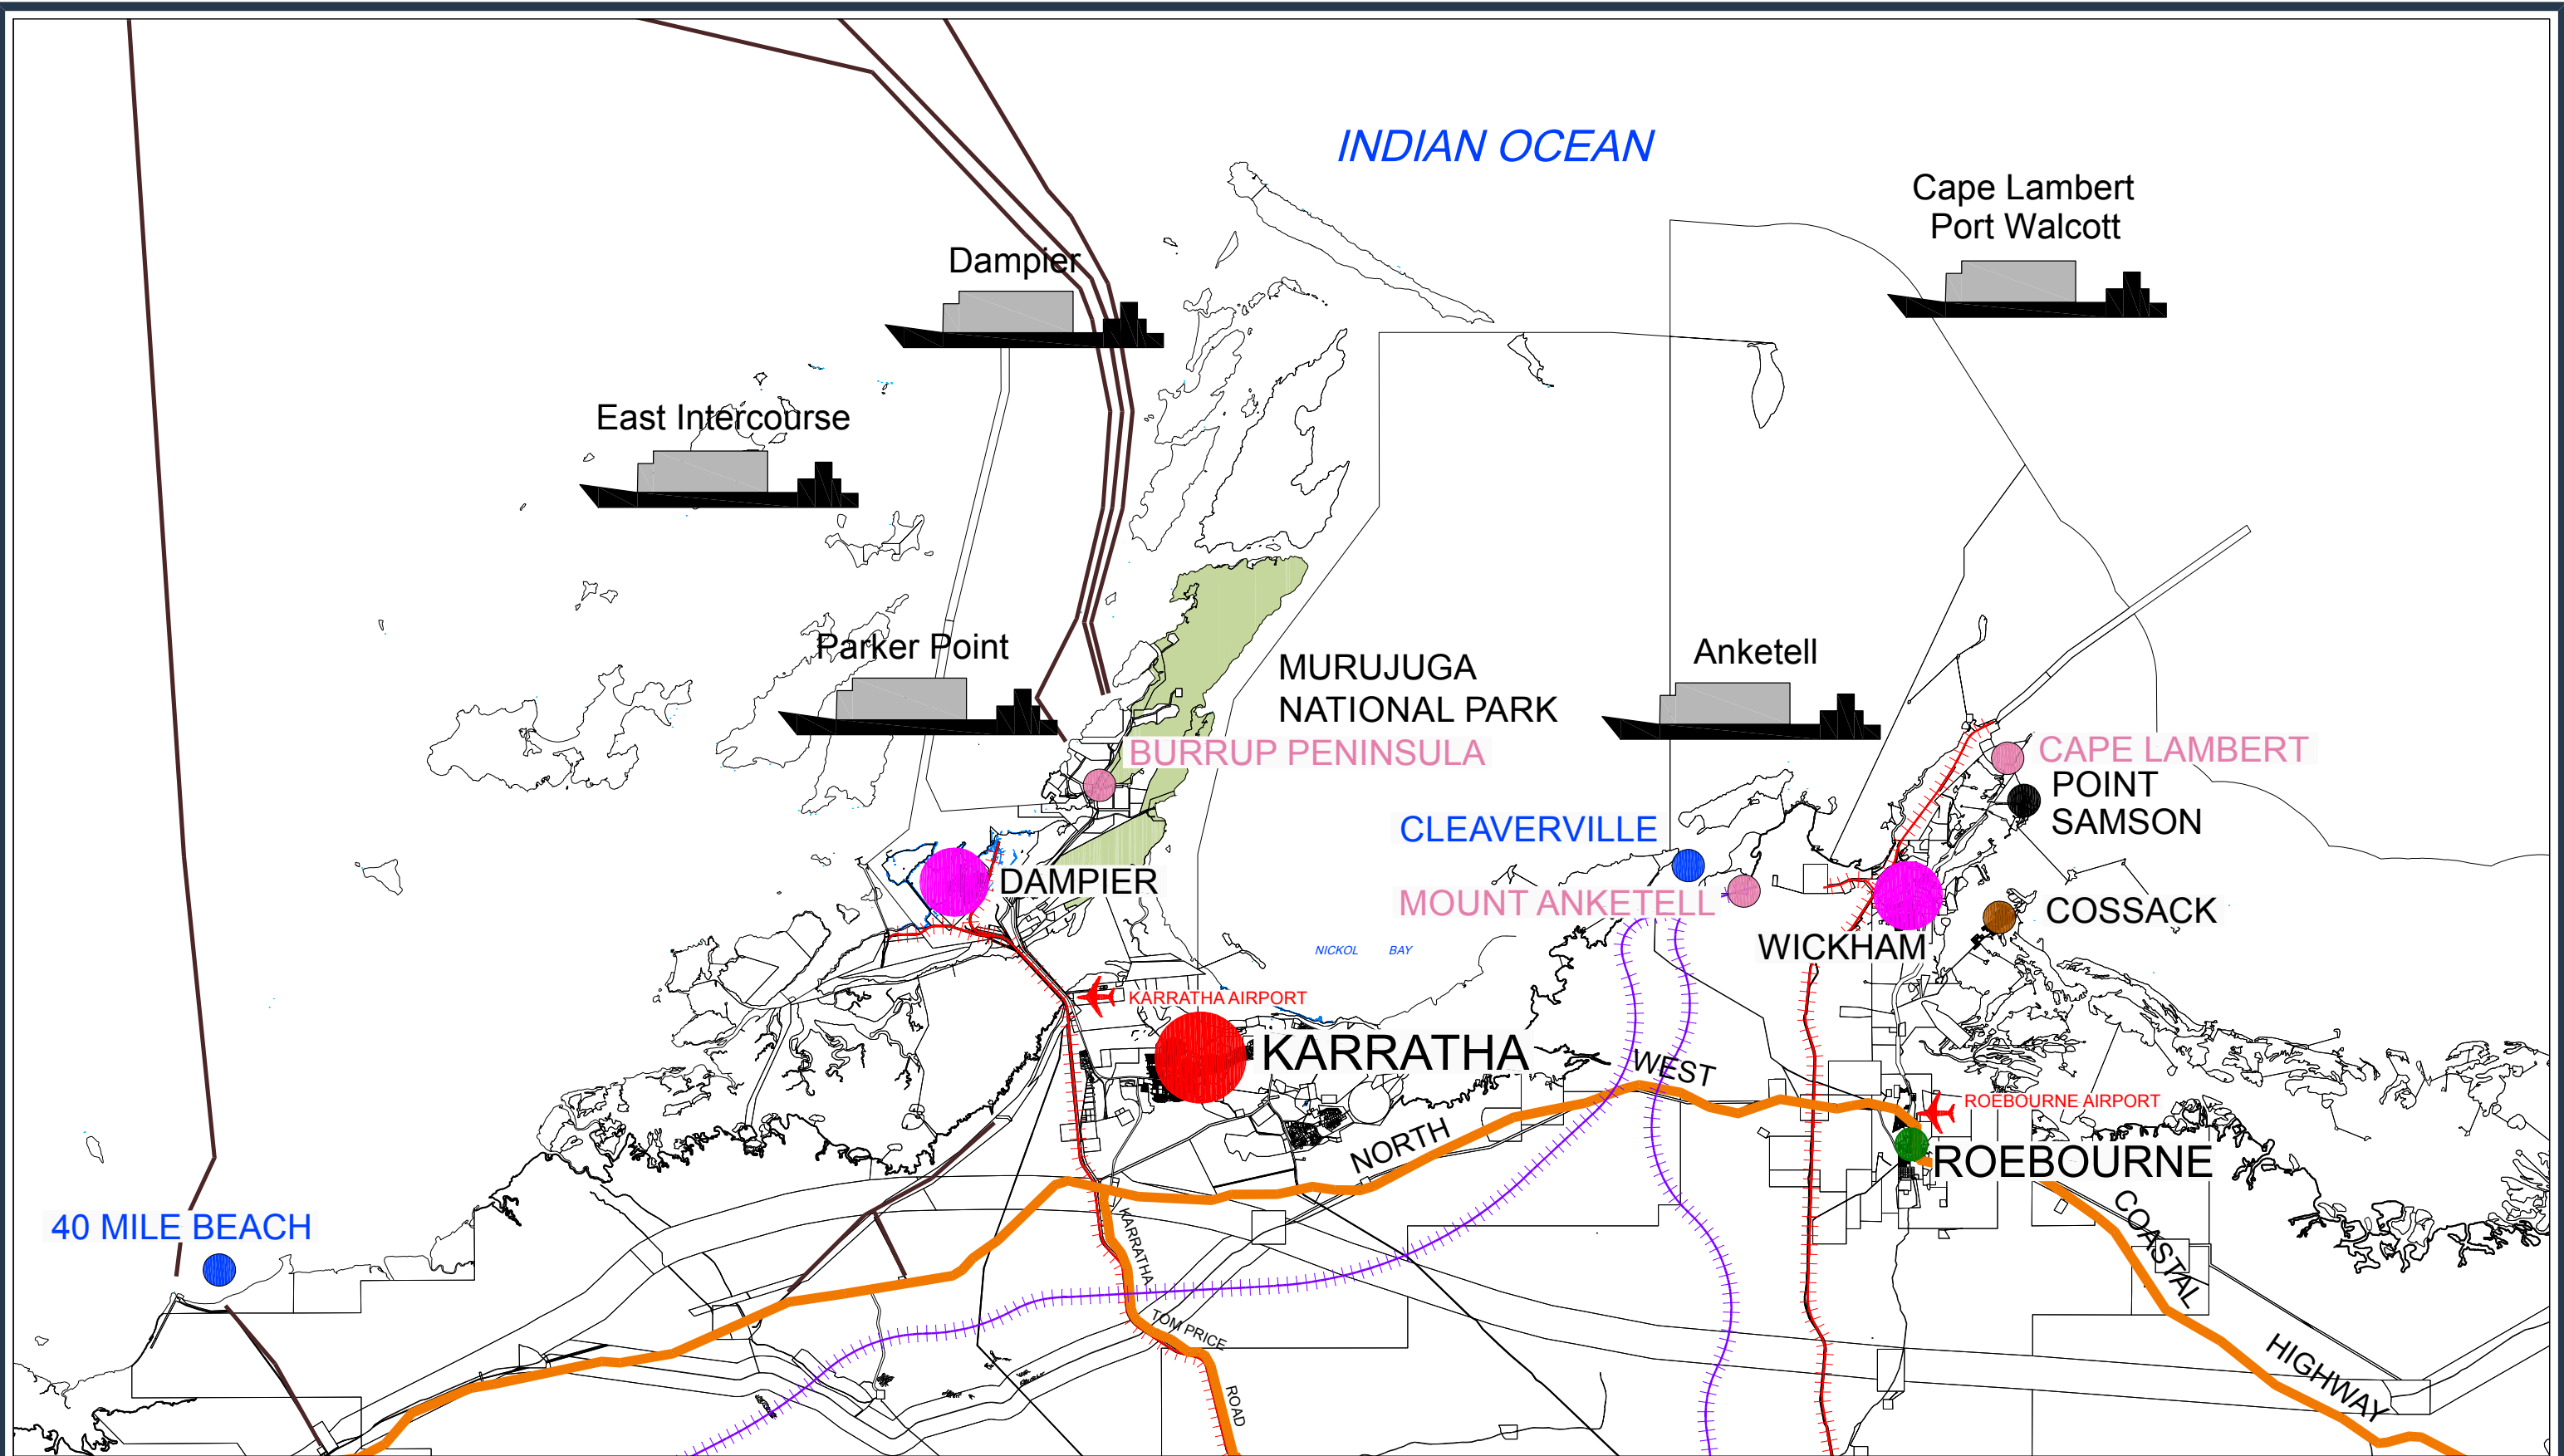 INDIAN OCEAN
Cape Lambert
Port Walcott
Dampier
East Intercourse
Parker Point
Anketell
MURUJUGA
NATIONAL PARK
BURRUP PENINSULA
CAPE LAMBERT
POINT
SAMSON
CLEAVERVILLE
DAMPIER
MOUNT ANKETELL
COSSACK
WICKHAM
NICKOL BAY
KARRATHA AIRPORT
KARRATHA
WEST
ROEBOURNE AIRPORT
NORTH
ROEBOURNE
40 MILE BEACH
KARRATHA
COASTAL
TOM PRICE
HIGHWAY
ROAD